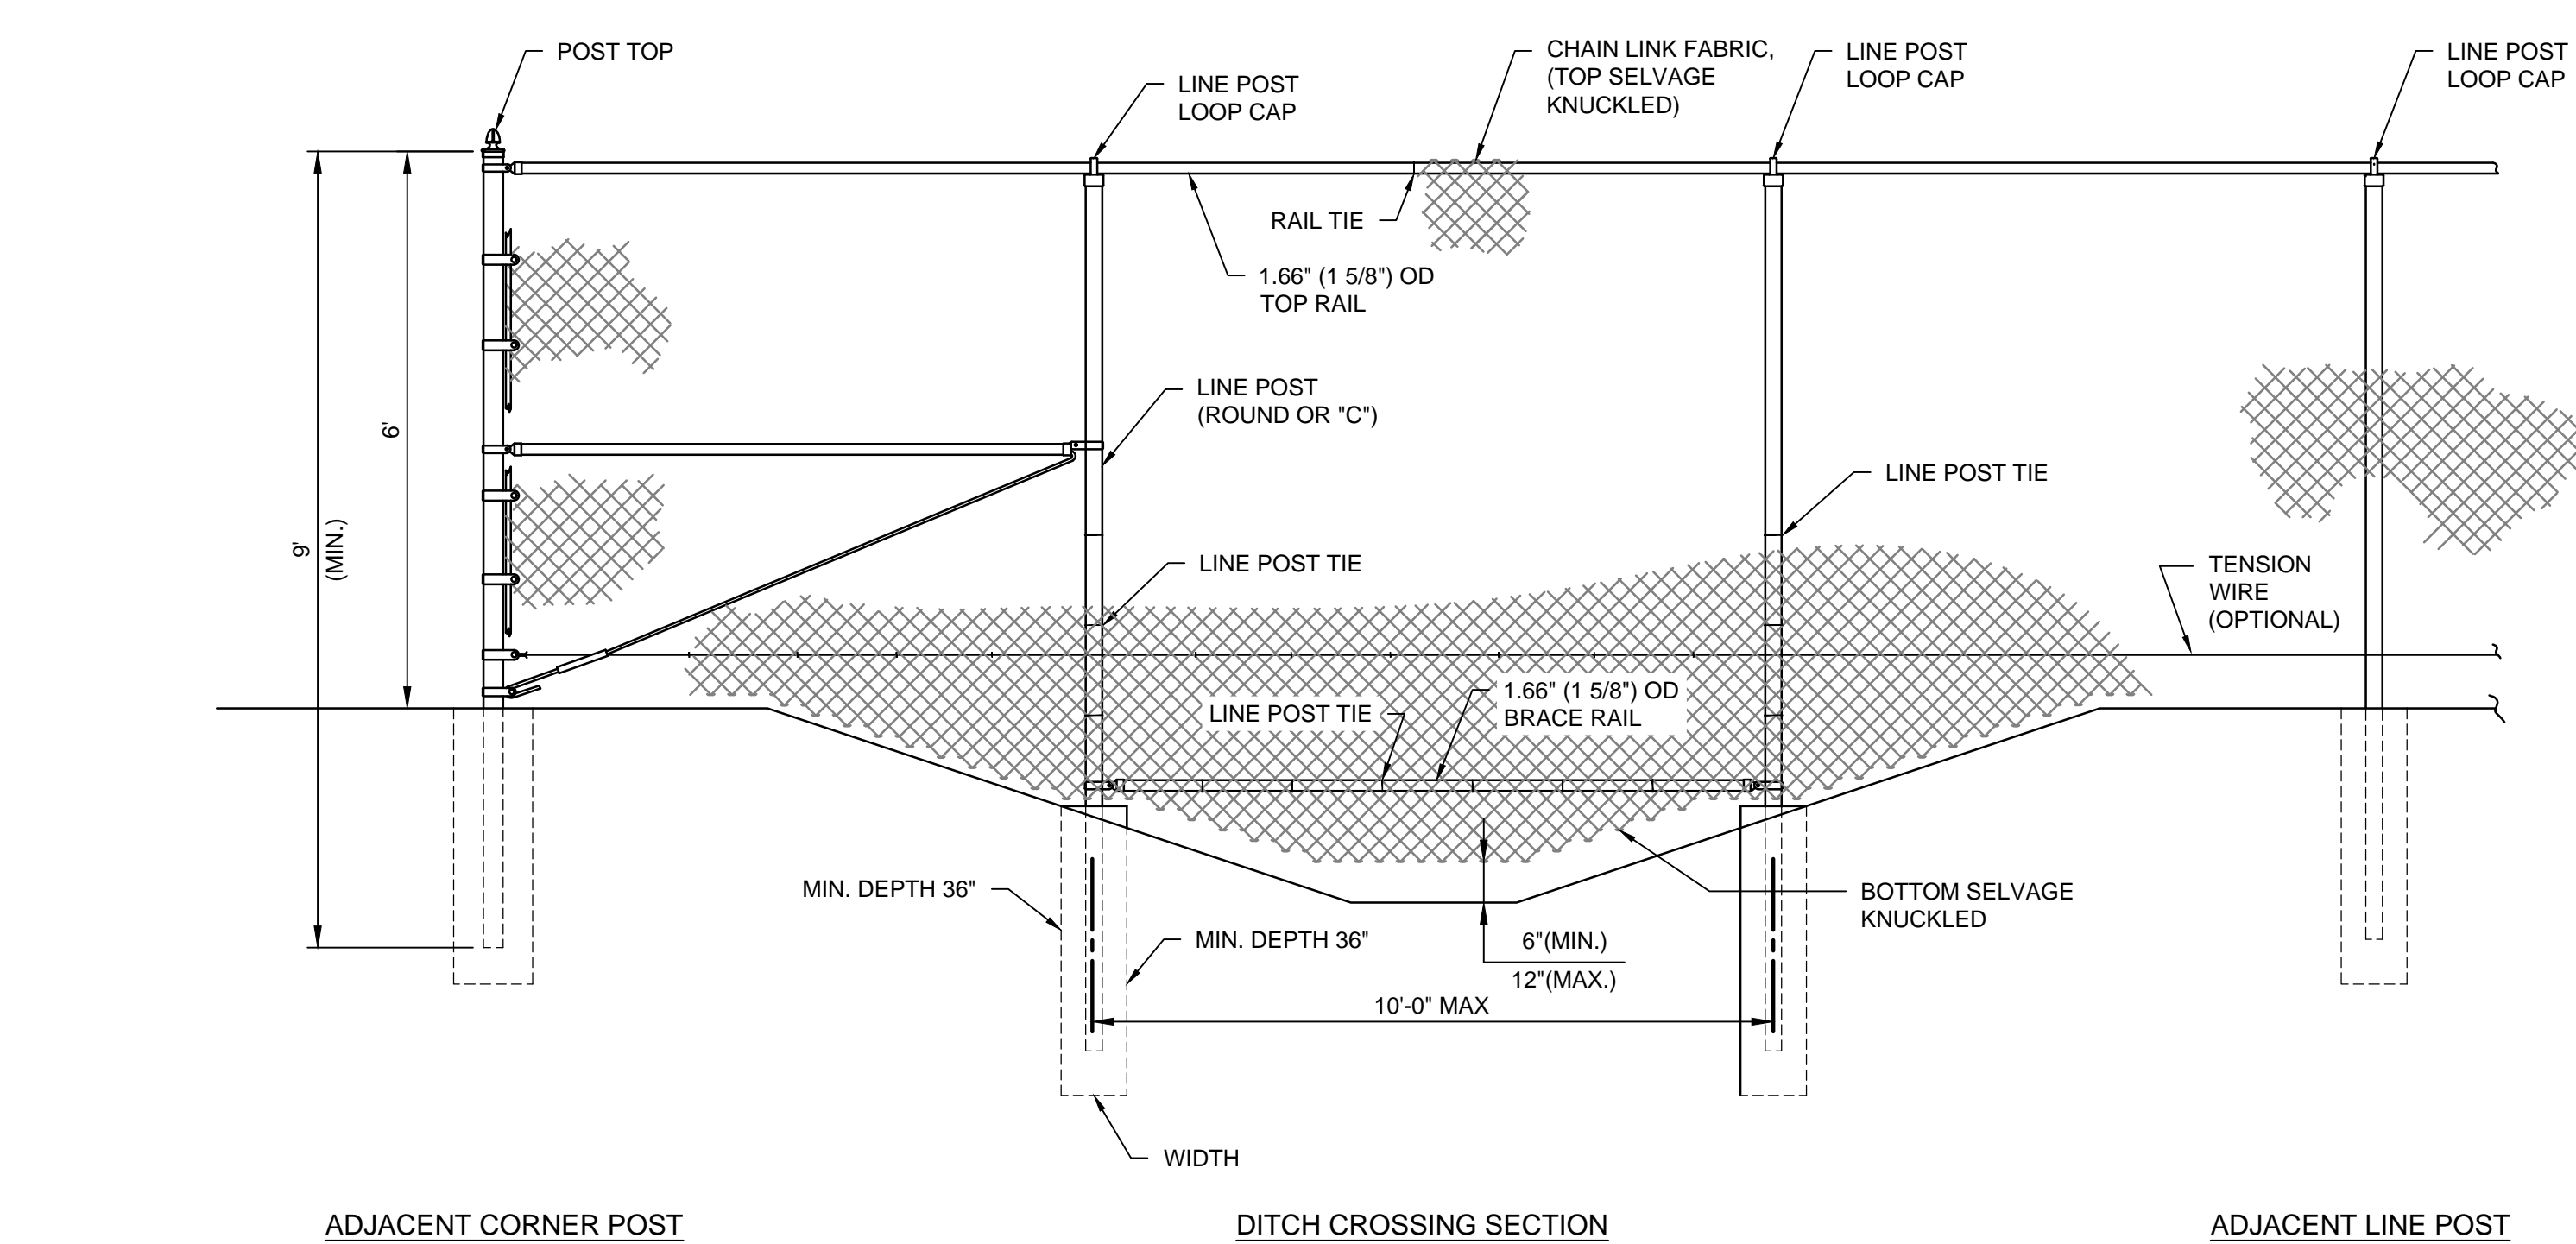 POST TOP
LINE POST
LOOP CAP
CHAIN LINK FABRIC,
(TOP SELVAGE
KNUCKLED)
LINE POST
LOOP CAP
LINE POST
LOOP CAP
RAIL TIE
1.66" (1 5/8") OD
TOP RAIL
6'
9'
(MIN.)
LINE POST
(ROUND OR "C")
LINE POST TIE
LINE POST TIE
TENSION
WIRE
(OPTIONAL)
LINE POST TIE
1.66" (1 5/8") OD
BRACE RAIL
MIN. DEPTH 36"
MIN. DEPTH 36"
6"(MIN.)
12"(MAX.)
BOTTOM SELVAGE
KNUCKLED
10'-0" MAX
WIDTH
ADJACENT CORNER POST
DITCH CROSSING SECTION
ADJACENT LINE POST